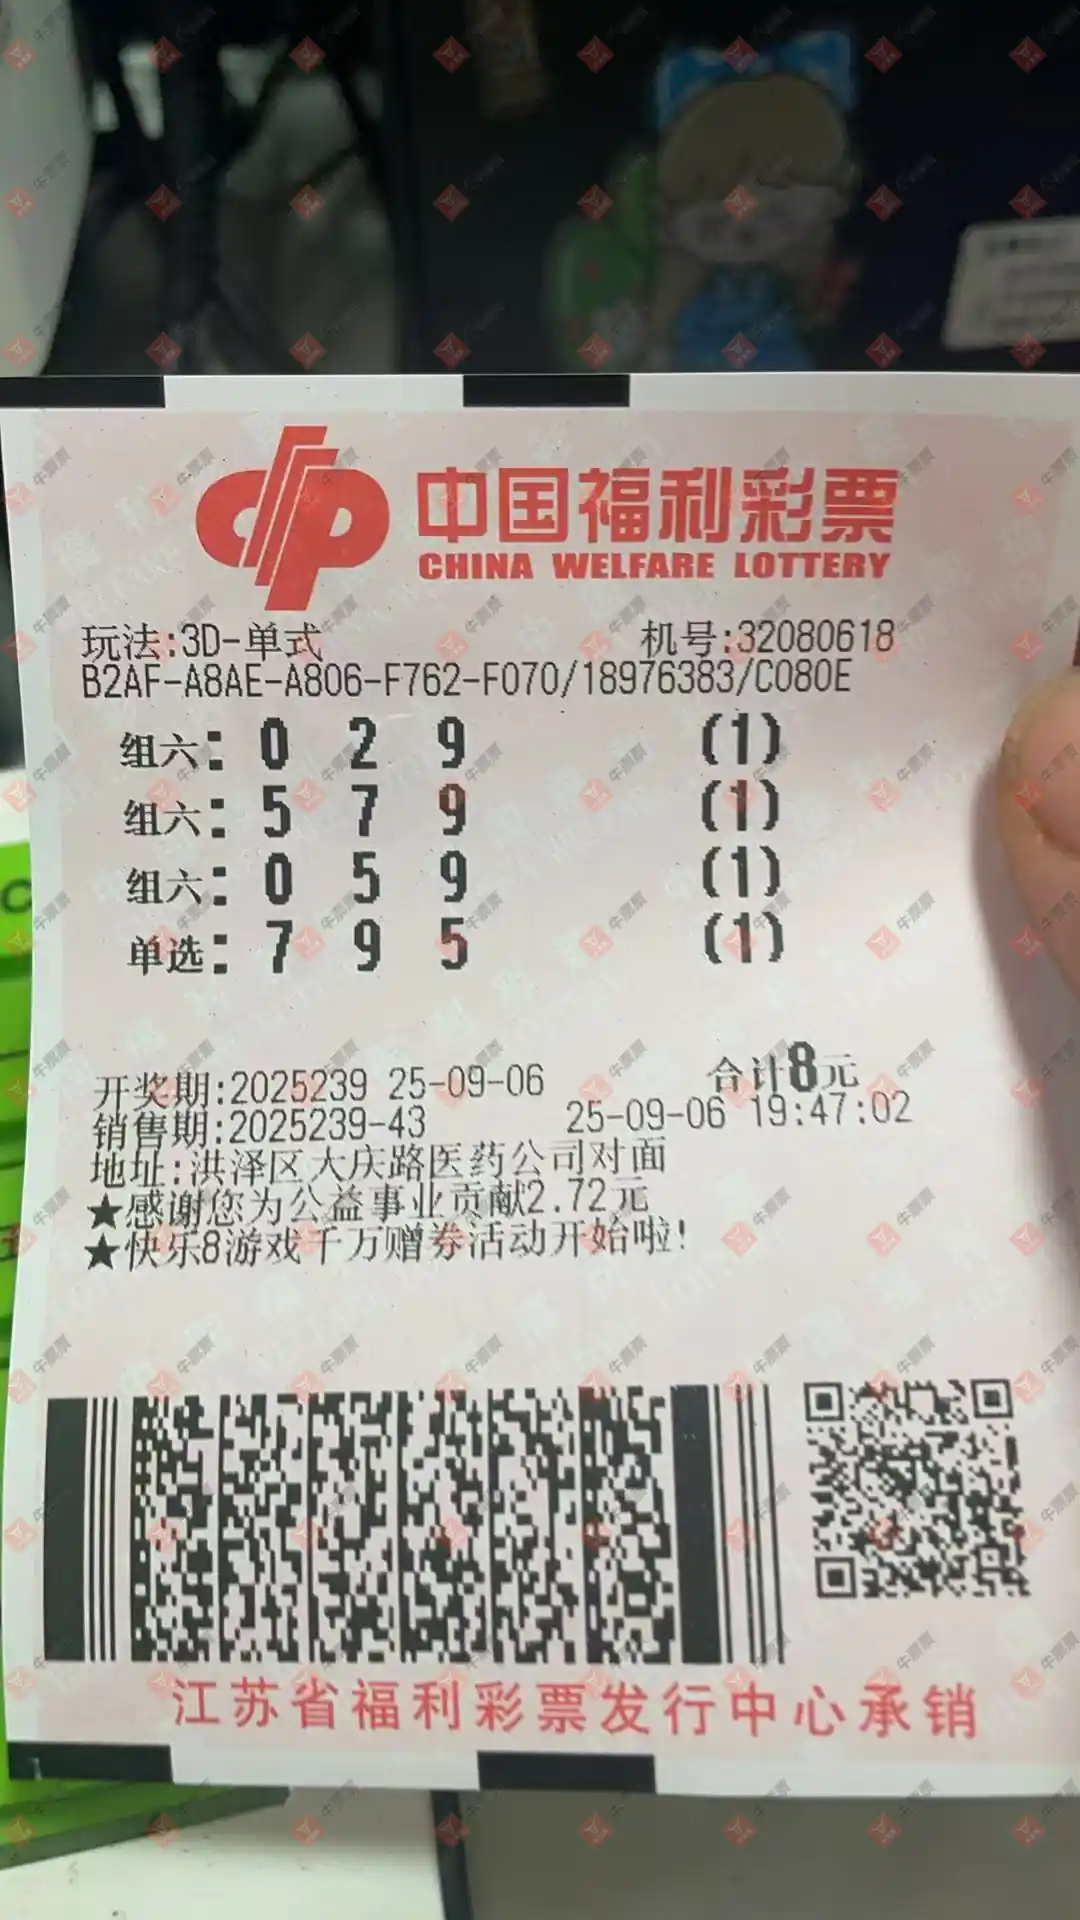 中国福利彩票
CHINA WELFARE LOTTERY
玩法:3D-单式 机号:32080618
B2AF-A8AE-A806-F762-F070/18976383/C080E
组六: 0 2 9 (1)
组六: 5 7 9 (1)
组六: 0 5 9 (1)
单选: 7 9 5 (1)
合计8元
开奖期:2025239 25-09-06
销售期:2025239-43 25-09-06 19:47:02
地址:洪泽区大庆路医药公司对面
★感谢您为公益事业贡献2.72元
★快乐8游戏千万赠券活动开始啦!
江苏省福利彩票发行中心承销